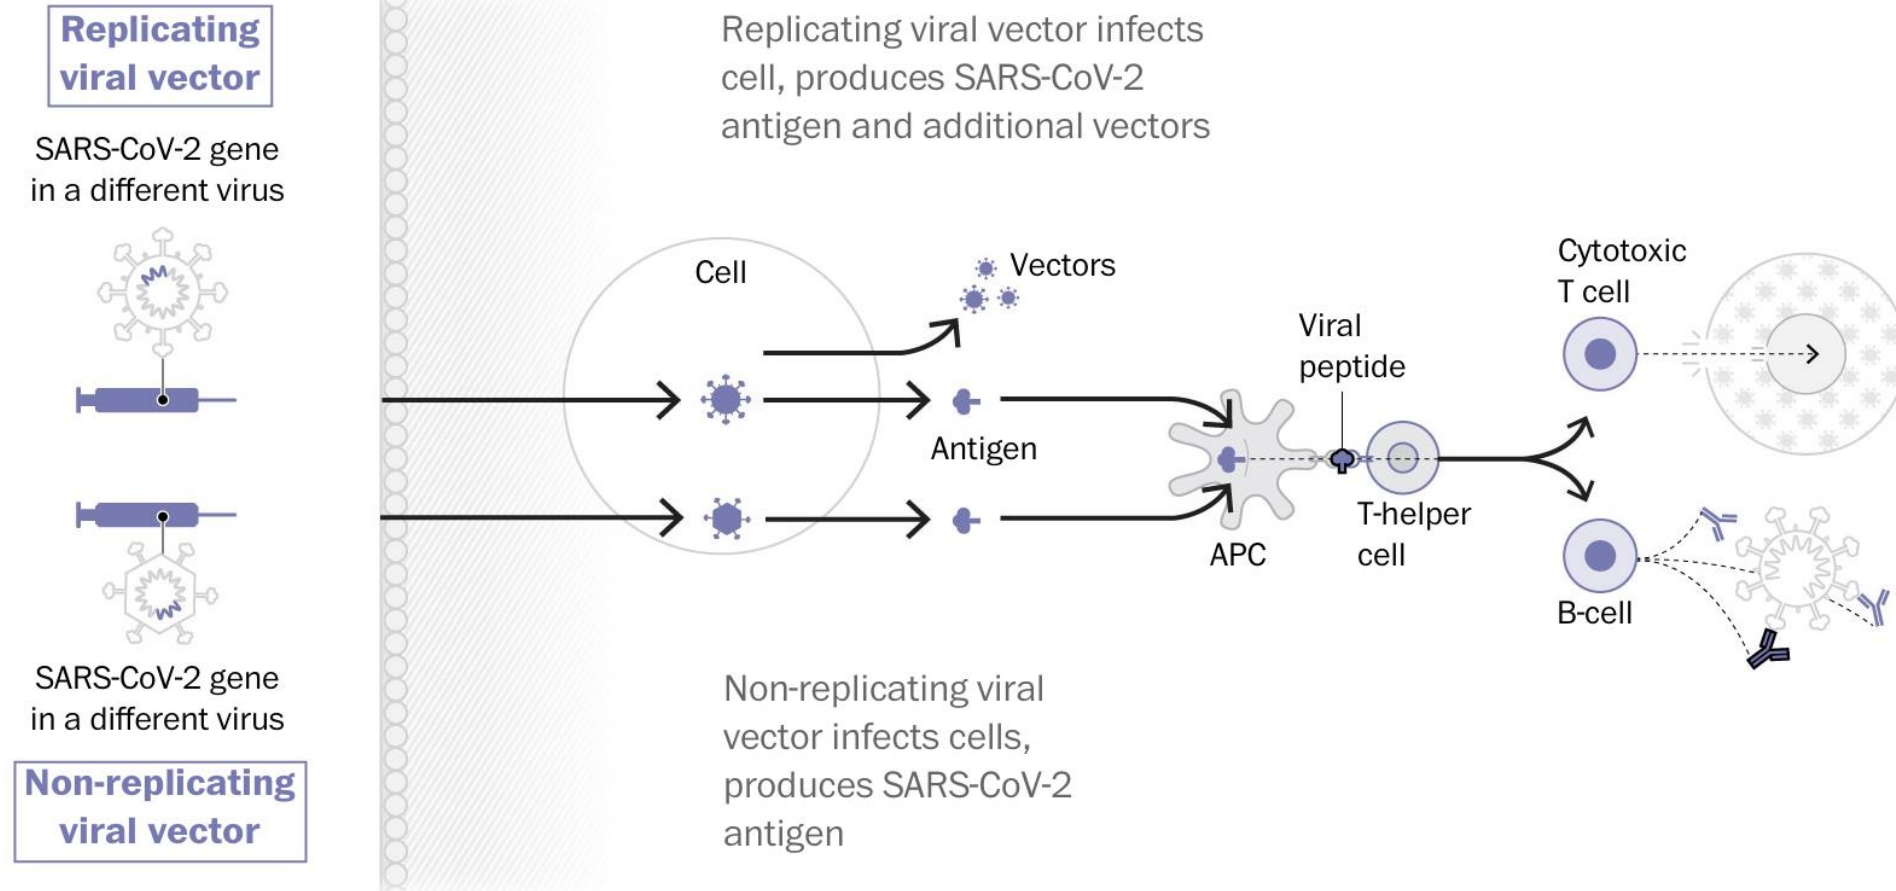 Replicating
viral vector
SARS-CoV-2 gene
in a different virus
Replicating viral vector infects
cell, produces SARS-CoV-2
antigen and additional vectors
Cell
Vectors
Antigen
Viral
peptide
APC
T-helper
cell
Cytotoxic
T cell
B-cell
SARS-CoV-2 gene
in a different virus
Non-replicating
viral vector
Non-replicating viral
vector infects cells,
produces SARS-CoV-2
antigen